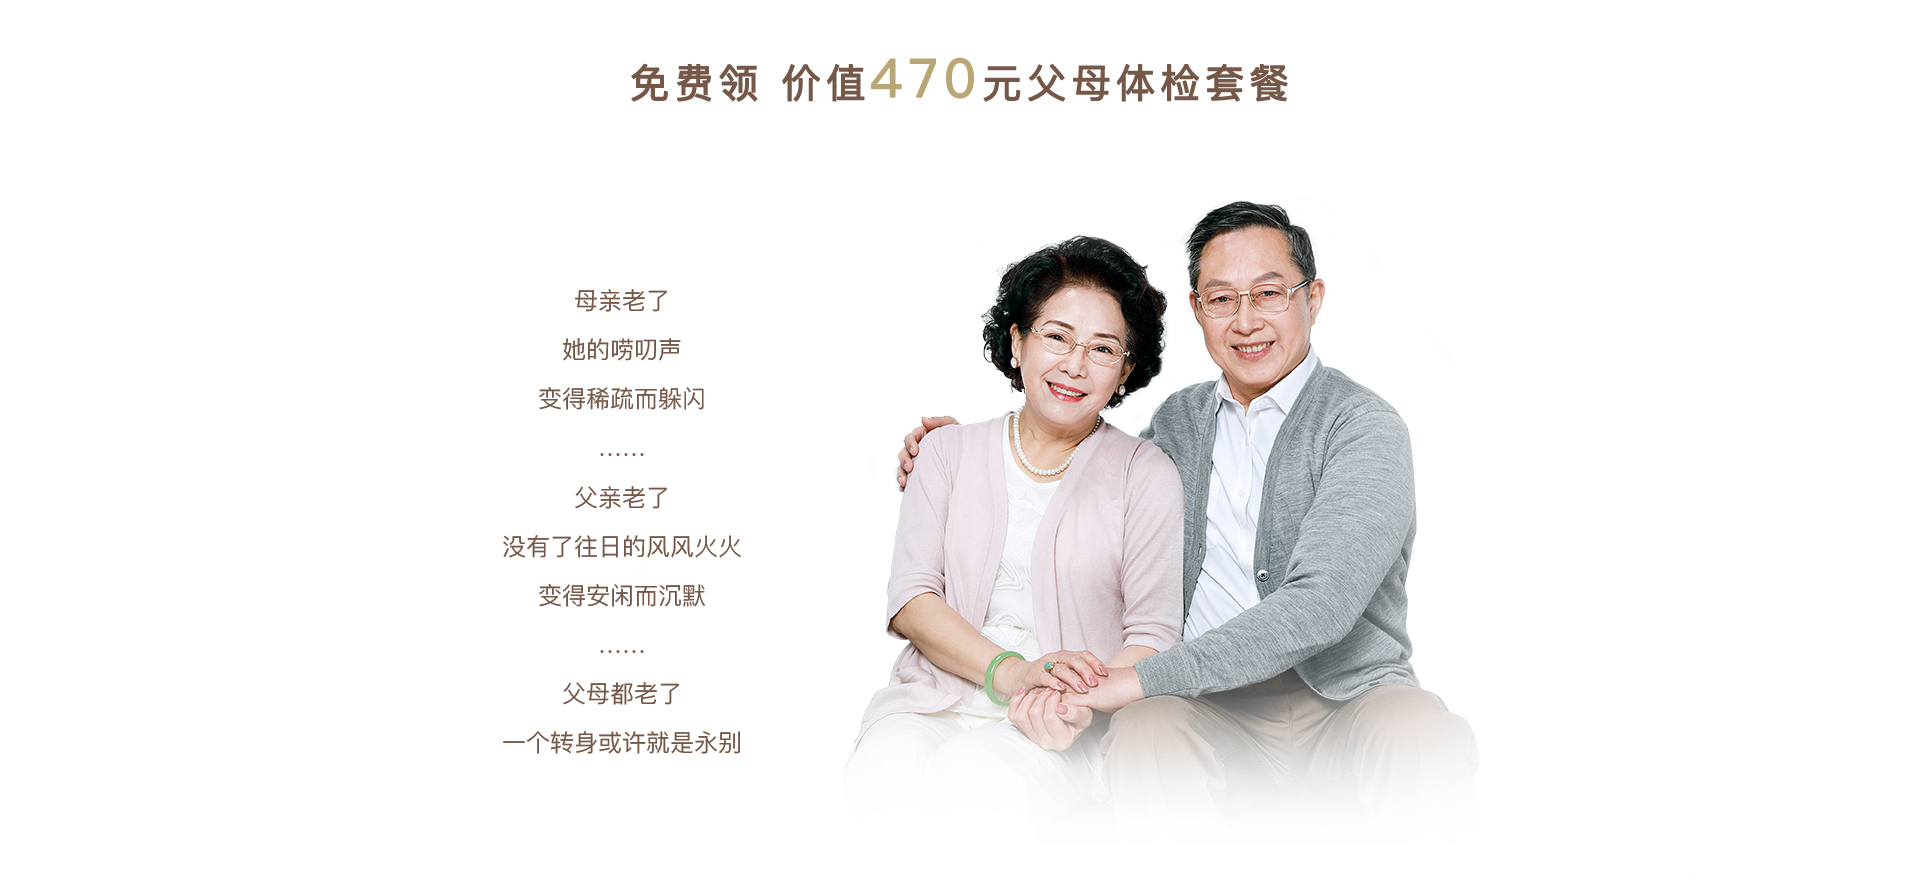 免费领 价值470元父母体检套餐
母亲老了
她的唠叨声
变得稀疏而躲闪
......
父亲老了
没有了往日的风风火火
变得安闲而沉默
......
父母都老了
一个转身或许就是永别